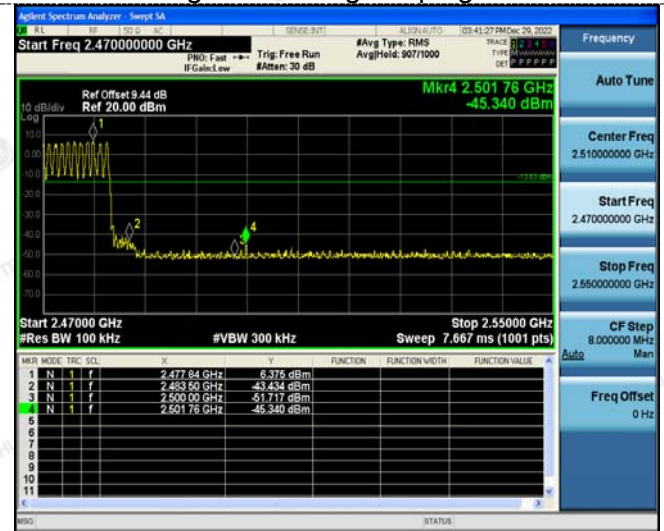 Agilent Spectrum Analyzer - Swept SA
RL RF 50 Ω AC SENSE:INT ALIGNAUTO 03:41:27 PM Dec 29, 2022
Start Freq 2.470000000 GHz
PNO: Fast
IFGain:Low
Trig: Free Run
#Atten: 30 dB
#Avg Type: RMS
Avg|Hold: 907/1000
TRACE 1 2 3 4 5 6
TYPE M
DET P P P P P P
Frequency
Mkr4 2.501 76 GHz
-45.340 dBm
Ref Offset 9.44 dB
10 dB/div Ref 20.00 dBm
Log
10.0
0.00
-10.0
-20.0
-30.0
-40.0
-50.0
-60.0
-70.0
1
2
3
4
Auto Tune
Center Freq
2.510000000 GHz
Start Freq
2.470000000 GHz
Stop Freq
2.550000000 GHz
CF Step
8.000000 MHz
Auto Man
Freq Offset
0 Hz
Start 2.47000 GHz Stop 2.55000 GHz
#Res BW 100 kHz #VBW 300 kHz Sweep 7.667 ms (1001 pts)
MKR MODE TRC SCL X Y FUNCTION FUNCTION WIDTH FUNCTION VALUE
1 N 1 f 2.477 84 GHz 6.375 dBm
2 N 1 f 2.483 50 GHz -43.434 dBm
3 N 1 f 2.500 00 GHz -51.717 dBm
4 N 1 f 2.501 76 GHz -45.340 dBm
5
6
7
8
9
10
11
MSG STATUS